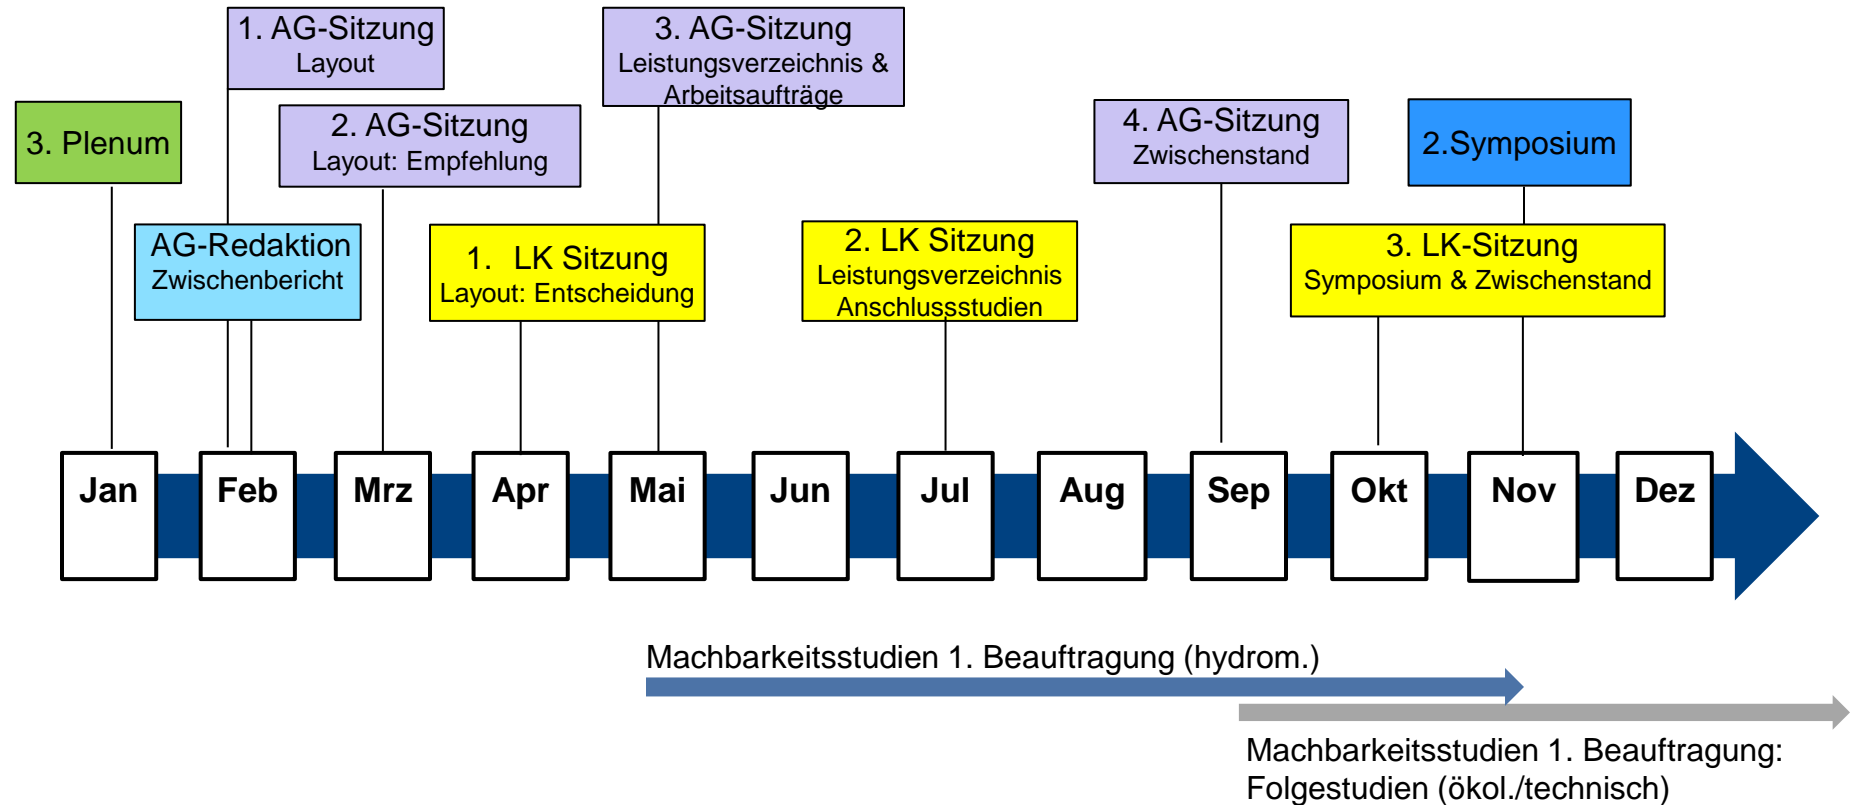 1. AG-Sitzung
Layout
3. AG-Sitzung
Leistungsverzeichnis &
Arbeitsaufträge
3. Plenum
2. AG-Sitzung
Layout: Empfehlung
4. AG-Sitzung
Zwischenstand
2.Symposium
AG-Redaktion
Zwischenbericht
1. LK Sitzung
Layout: Entscheidung
2. LK Sitzung
Leistungsverzeichnis
Anschlussstudien
3. LK-Sitzung
Symposium & Zwischenstand
Jan
Feb
Mrz
Apr
Mai
Jun
Jul
Aug
Sep
Okt
Nov
Dez
Machbarkeitsstudien 1. Beauftragung (hydrom.)
Machbarkeitsstudien 1. Beauftragung:
Folgestudien (ökol./technisch)